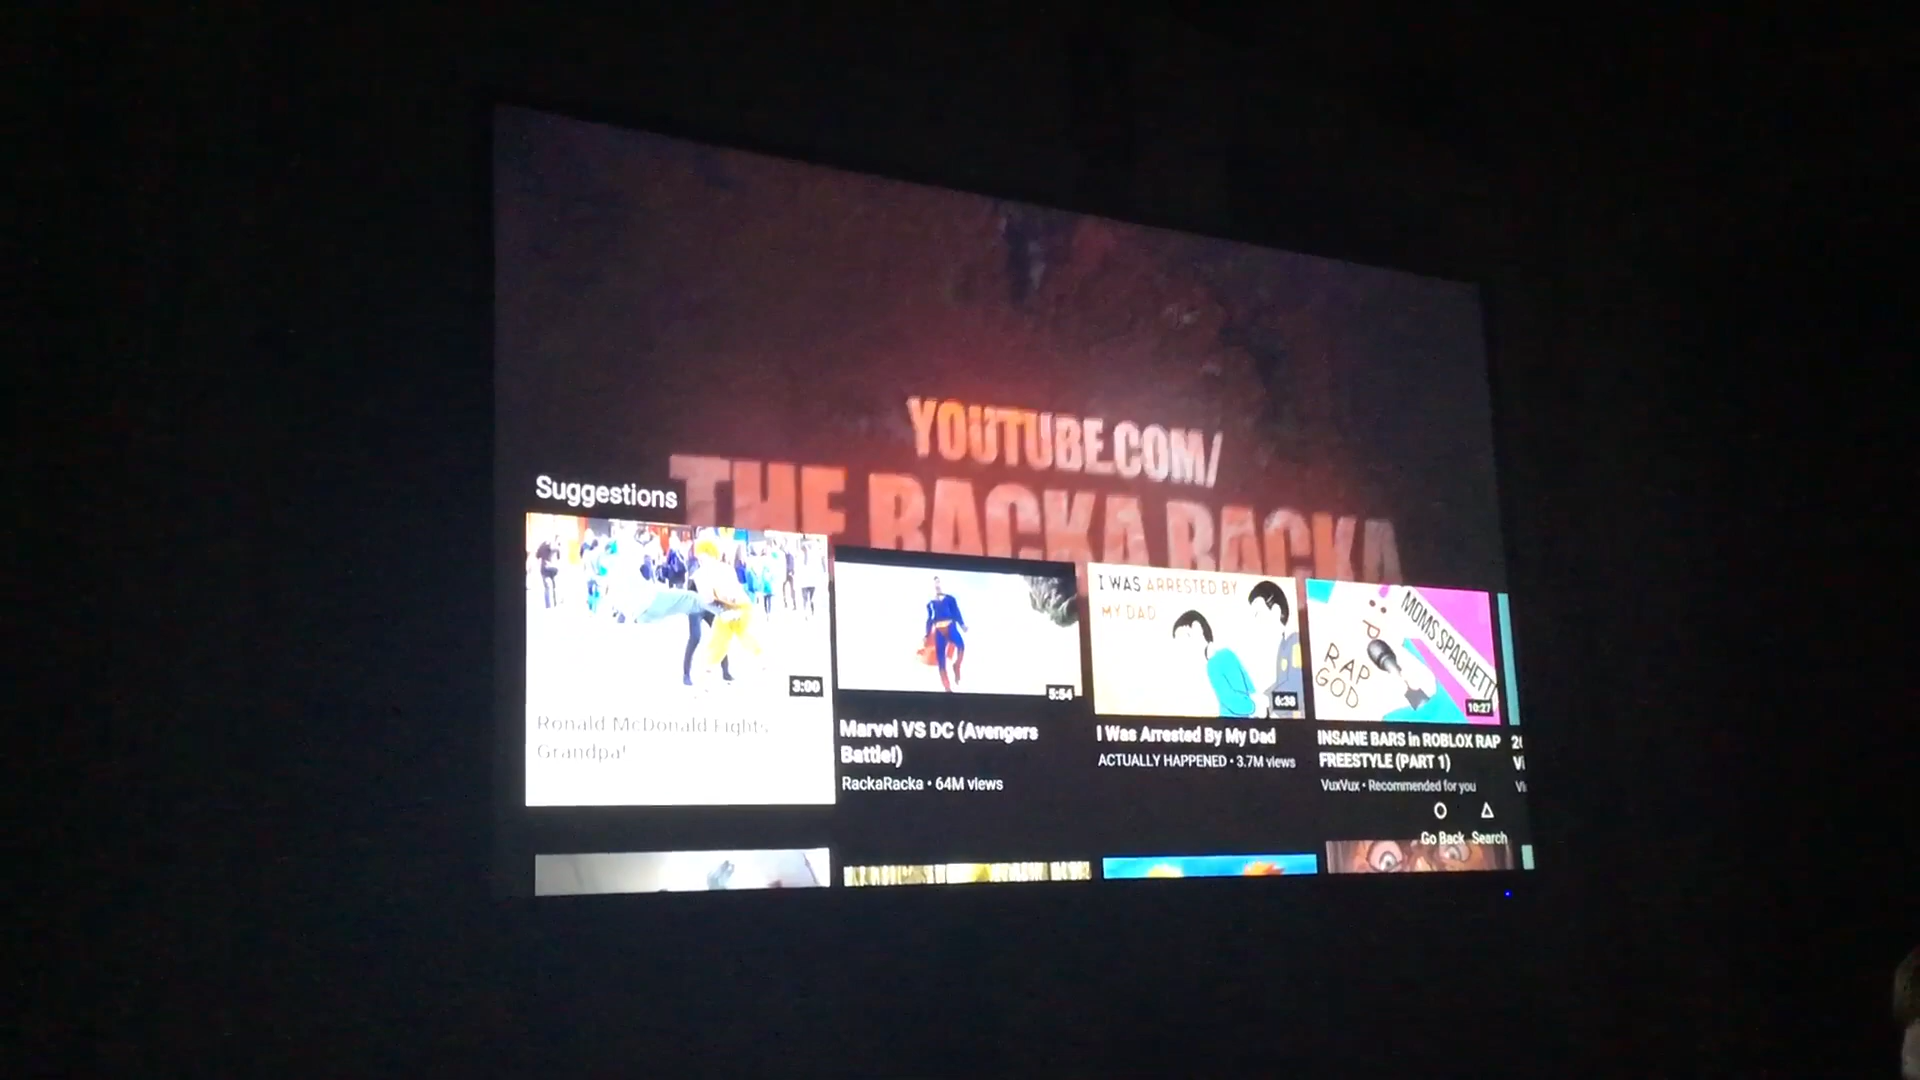 YOUTUBE.COM/
THE RACKA RACKA
Suggestions
3:00
Ronald McDonald Fights
Grandpa!
5:54
Marvel VS DC (Avengers
Battle!)
RackaRacka • 64M views
I WAS ARRESTED BY
MY DAD
6:38
I Was Arrested By My Dad
ACTUALLY HAPPENED • 3.7M views
MOMS SPAGHETTI
RAP
GOD
10:27
INSANE BARS in ROBLOX RAP
FREESTYLE (PART 1)
VuxVux • Recommended for you
Go Back Search